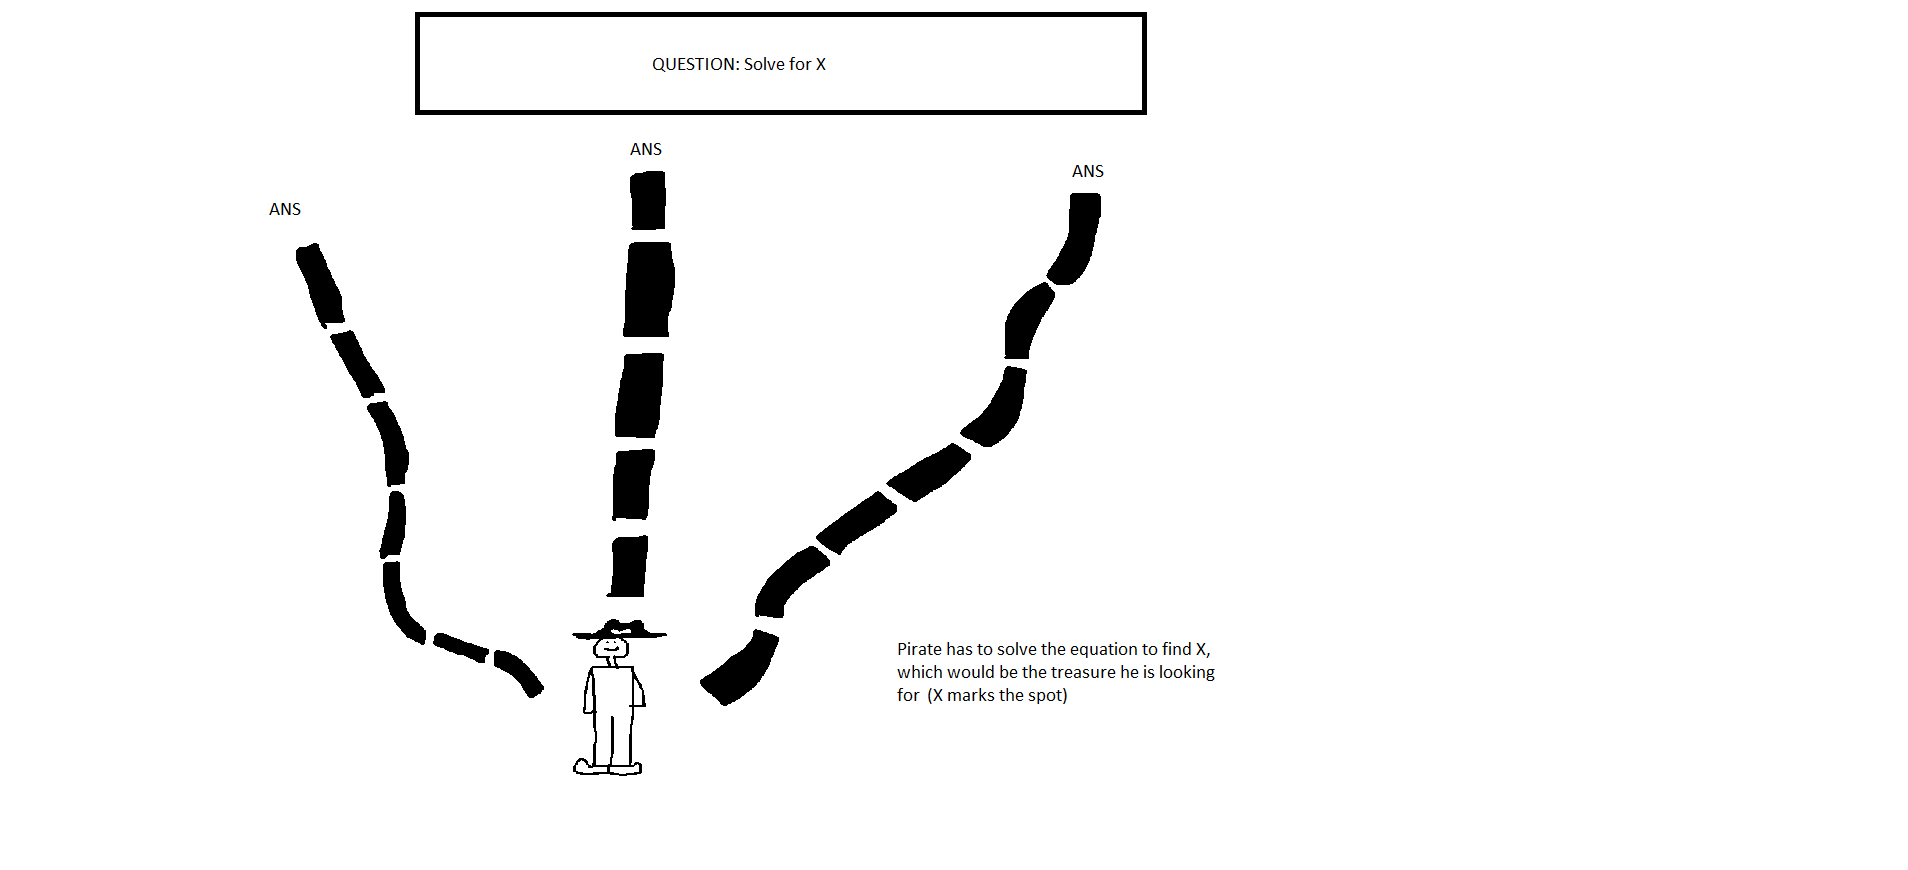 QUESTION: Solve for X
ANS
ANS
ANS
Pirate has to solve the equation to find X,
which would be the treasure he is looking
for  (X marks the spot)